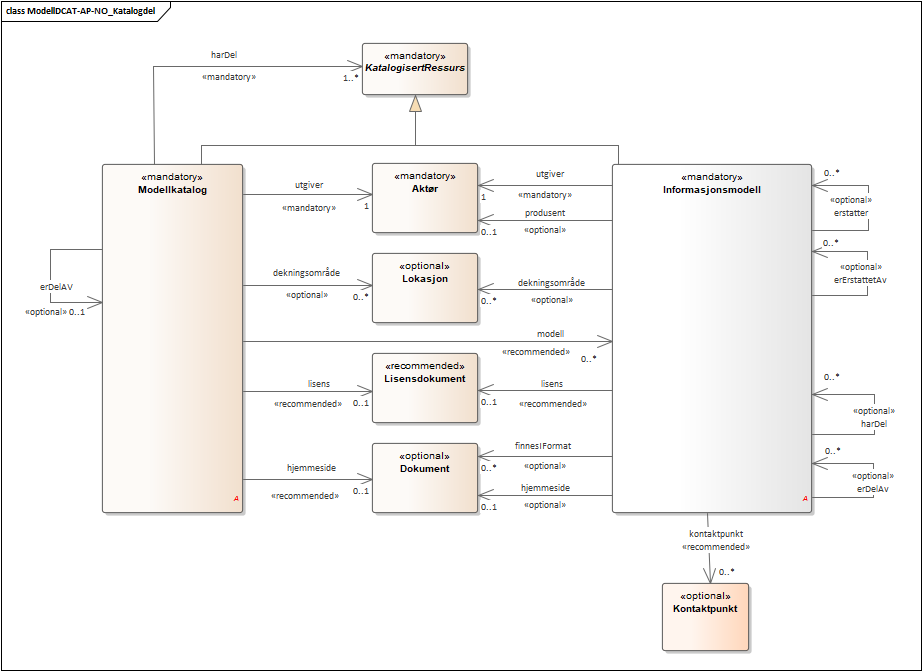 class ModellDCAT-AP-NO_Katalogdel
harDel
«mandatory»
1..*
«mandatory»
KatalogisertRessurs
«mandatory»
Modellkatalog
A
erDelAV
«optional» 0..1
utgiver
«mandatory»
1
«mandatory»
Aktør
utgiver
1
«mandatory»
produsent
0..1
«optional»
dekningsområde
«optional»
0..*
«optional»
Lokasjon
dekningsområde
0..*
«optional»
modell
«recommended»
0..*
lisens
«recommended»
0..1
«recommended»
Lisensdokument
lisens
0..1
«recommended»
hjemmeside
«recommended»
0..1
«optional»
Dokument
finnesIFormat
0..*
«optional»
hjemmeside
0..1
«optional»
«mandatory»
Informasjonsmodell
A
0..*
«optional»
erstatter
0..*
«optional»
erErstattetAv
0..*
«optional»
harDel
0..*
«optional»
erDelAv
kontaktpunkt
«recommended»
0..*
«optional»
Kontaktpunkt